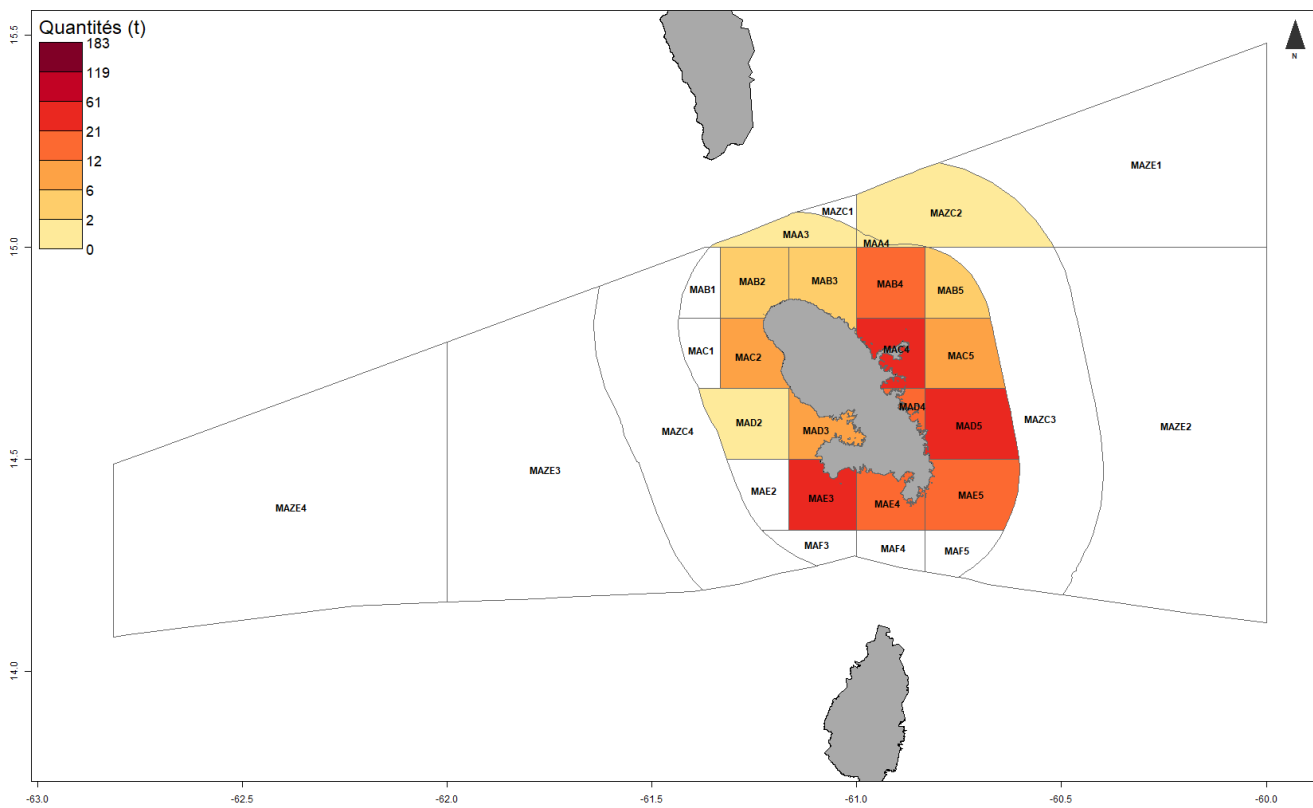 Quantités (t)
183
119
61
21
12
6
2
0
N
15.5
15.0
14.5
14.0
MAZE1
MAZC1
MAZC2
MAA3
MAA4
MAB1
MAB2
MAB3
MAB4
MAB5
MAC1
MAC2
MAC4
MAC5
MAD2
MAD3
MAD4
MAD5
MAZC3
MAZE2
MAZC4
MAZE3
MAZE4
MAE2
MAE3
MAE4
MAE5
MAF3
MAF4
MAF5
-63.0
-62.5
-62.0
-61.5
-61.0
-60.5
-60.0